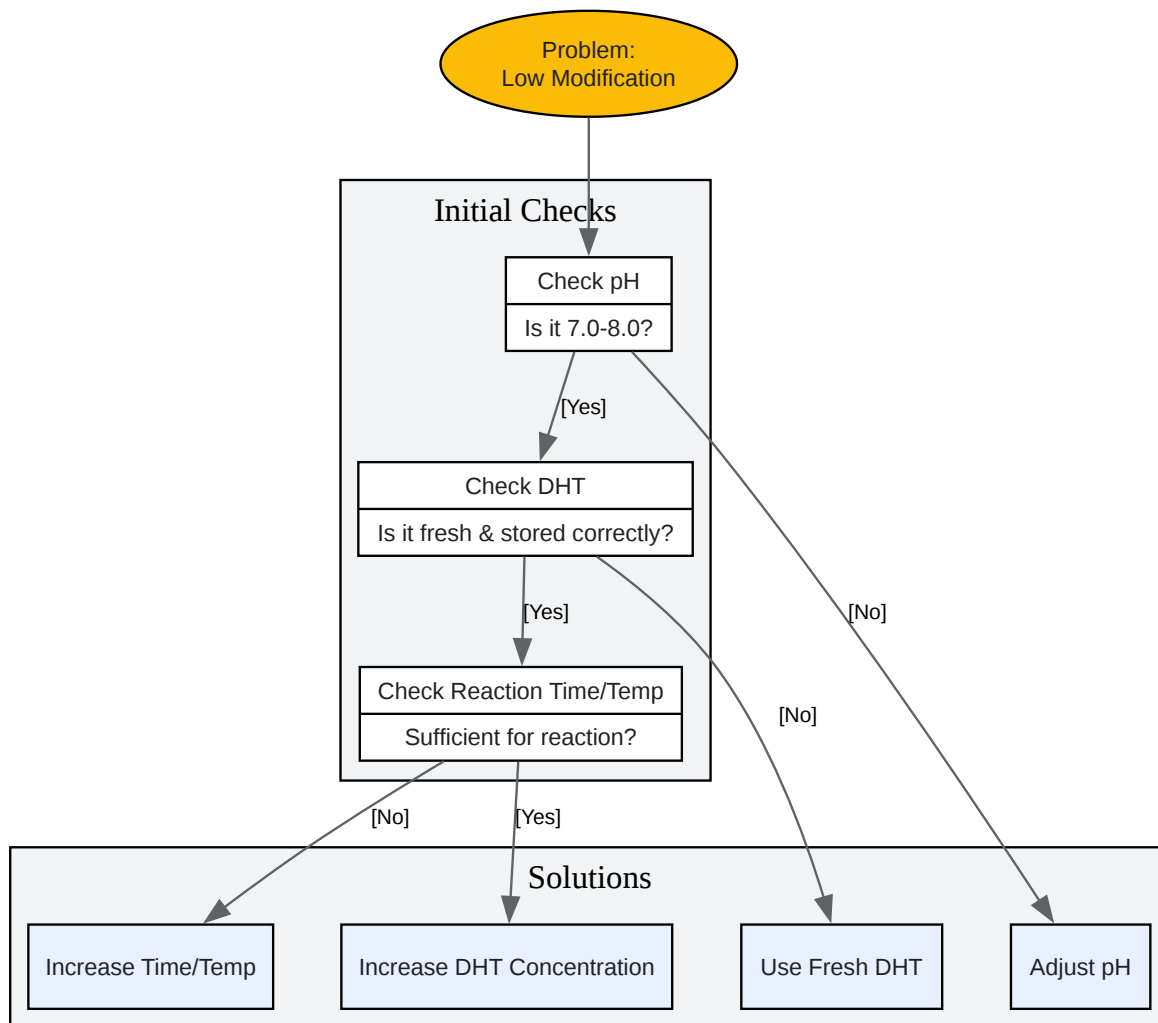 Problem:
Low Modification
Initial Checks
Check pH
Is it 7.0-8.0?
[Yes]
Check DHT
Is it fresh & stored correctly?
[Yes]
[No]
Check Reaction Time/Temp
[No]
Sufficient for reaction?
[No]
[Yes]
Solutions
Increase Time/Temp
Increase DHT Concentration
Use Fresh DHT
Adjust pH